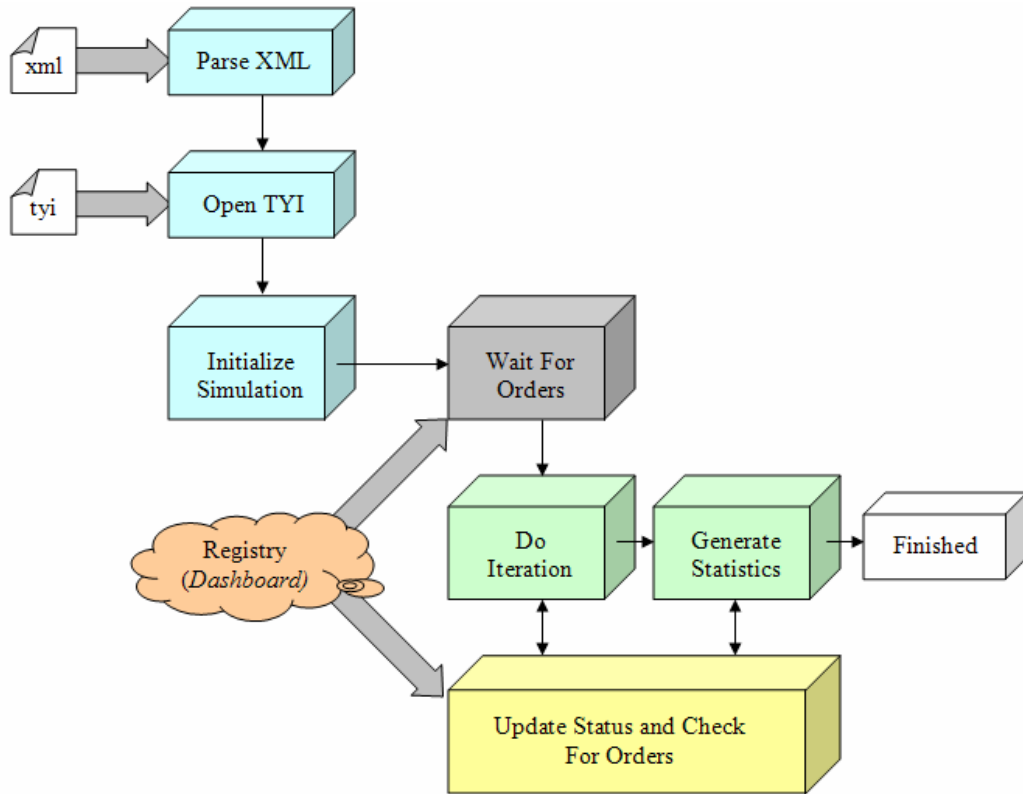 xml
Parse XML
tyi
Open TYI
Initialize
Simulation
Wait For
Orders
Registry
(Dashboard)
Do
Iteration
Generate
Statistics
Finished
Update Status and Check
For Orders